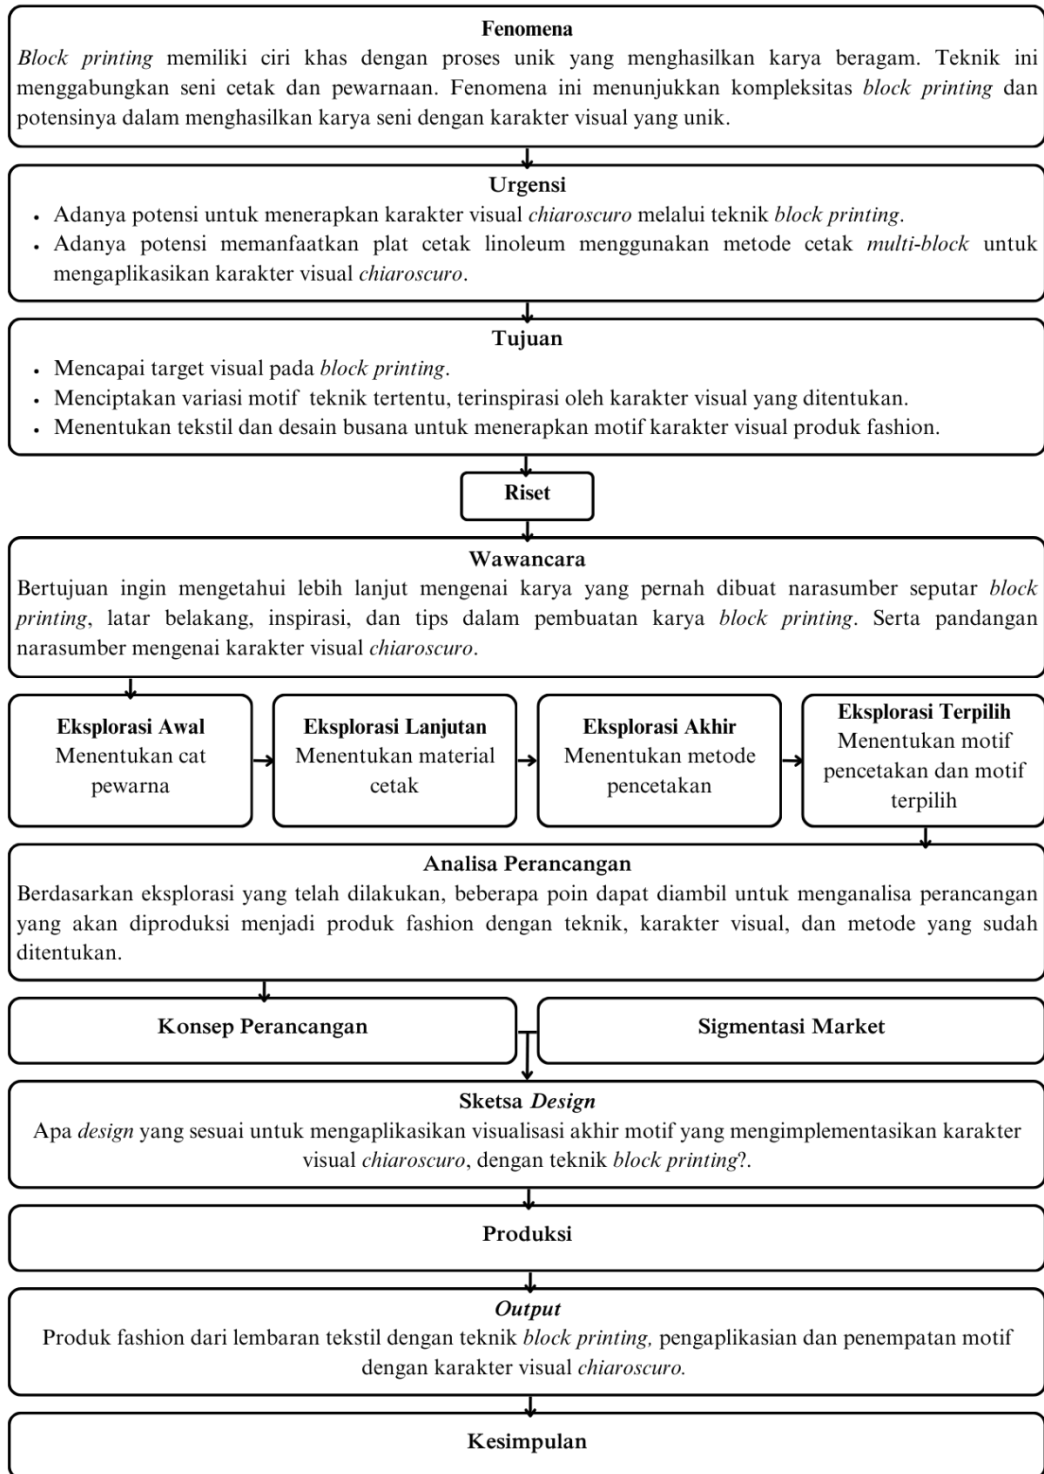 Fenomena
Block printing memiliki ciri khas dengan proses unik yang menghasilkan karya beragam. Teknik ini
menggabungkan seni cetak dan pewarnaan. Fenomena ini menunjukkan kompleksitas block printing dan
potensinya dalam menghasilkan karya seni dengan karakter visual yang unik.
Urgensi
• Adanya potensi untuk menerapkan karakter visual chiaroscuro melalui teknik block printing.
• Adanya potensi memanfaatkan plat cetak linoleum menggunakan metode cetak multi-block untuk
mengaplikasikan karakter visual chiaroscuro.
Tujuan
• Mencapai target visual pada block printing.
• Menciptakan variasi motif teknik tertentu, terinspirasi oleh karakter visual yang ditentukan.
• Menentukan tekstil dan desain busana untuk menerapkan motif karakter visual produk fashion.
Riset
Wawancara
Bertujuan ingin mengetahui lebih lanjut mengenai karya yang pernah dibuat narasumber seputar block
printing, latar belakang, inspirasi, dan tips dalam pembuatan karya block printing. Serta pandangan
narasumber mengenai karakter visual chiaroscuro.
Eksplorasi Awal
Menentukan cat
pewarna
Eksplorasi Lanjutan
Menentukan material
cetak
Eksplorasi Akhir
Menentukan metode
pencetakan
Eksplorasi Terpilih
Menentukan motif
pencetakan dan motif
terpilih
Analisa Perancangan
Berdasarkan eksplorasi yang telah dilakukan, beberapa poin dapat diambil untuk menganalisa perancangan
yang akan diproduksi menjadi produk fashion dengan teknik, karakter visual, dan metode yang sudah
ditentukan.
Konsep Perancangan
Sigmentasi Market
Sketsa Design
Apa design yang sesuai untuk mengaplikasikan visualisasi akhir motif yang mengimplementasikan karakter
visual chiaroscuro, dengan teknik block printing?.
Produksi
Output
Produk fashion dari lembaran tekstil dengan teknik block printing, pengaplikasian dan penempatan motif
dengan karakter visual chiaroscuro.
Kesimpulan